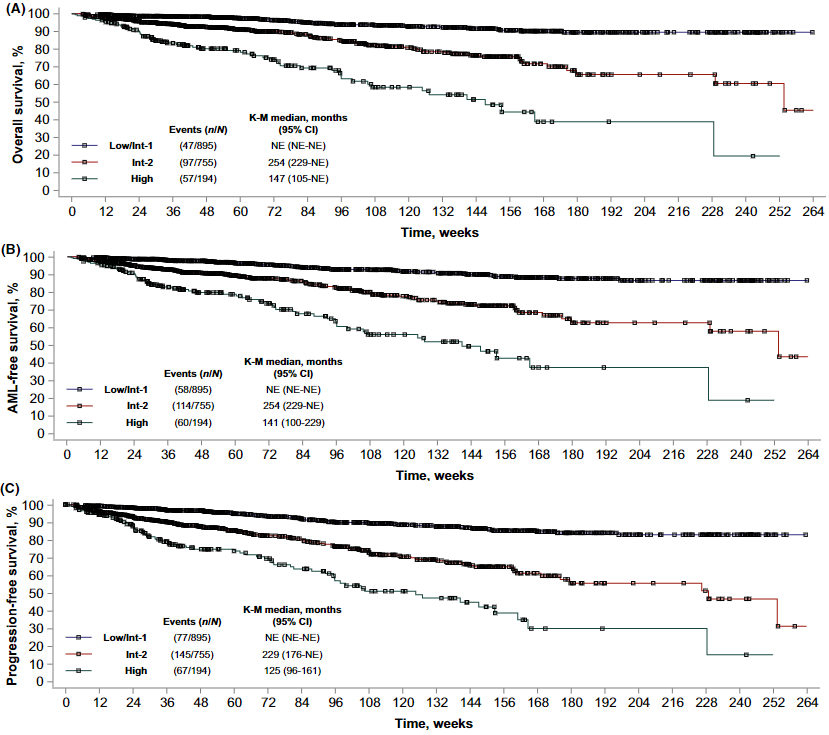 (A)
100
90
80
70
60
50
40
30
20
10
0
Overall survival, %
Events (n/N) K-M median, months
(95% CI)
Low/Int-1 (47/895) NE (NE-NE)
Int-2 (97/755) 254 (229-NE)
High (57/194) 147 (105-NE)
0 12 24 36 48 60 72 84 96 108 120 132 144 156 168 180 192 204 216 228 240 252 264
Time, weeks
(B)
100
90
80
70
60
50
40
30
20
10
0
AML-free survival, %
Events (n/N) K-M median, months
(95% CI)
Low/Int-1 (58/895) NE (NE-NE)
Int-2 (114/755) 254 (229-NE)
High (60/194) 141 (100-229)
0 12 24 36 48 60 72 84 96 108 120 132 144 156 168 180 192 204 216 228 240 252 264
Time, weeks
(C)
100
90
80
70
60
50
40
30
20
10
0
Progression-free survival, %
Events (n/N) K-M median, months
(95% CI)
Low/Int-1 (77/895) NE (NE-NE)
Int-2 (145/755) 229 (176-NE)
High (67/194) 125 (96-161)
0 12 24 36 48 60 72 84 96 108 120 132 144 156 168 180 192 204 216 228 240 252 264
Time, weeks